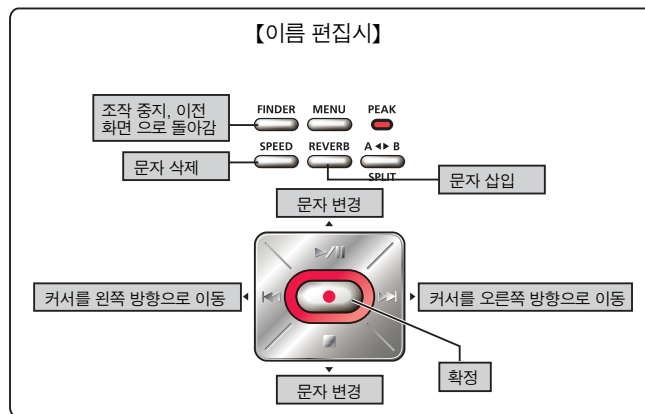 【이름 편집시】
조작 중지, 이전
화면 으로 돌아감
FINDER MENU PEAK
문자 삭제
SPEED REVERB A ◂▸ B
SPLIT
문자 삽입
문자 변경
커서를 왼쪽 방향으로 이동
커서를 오른쪽 방향으로 이동
확정
문자 변경